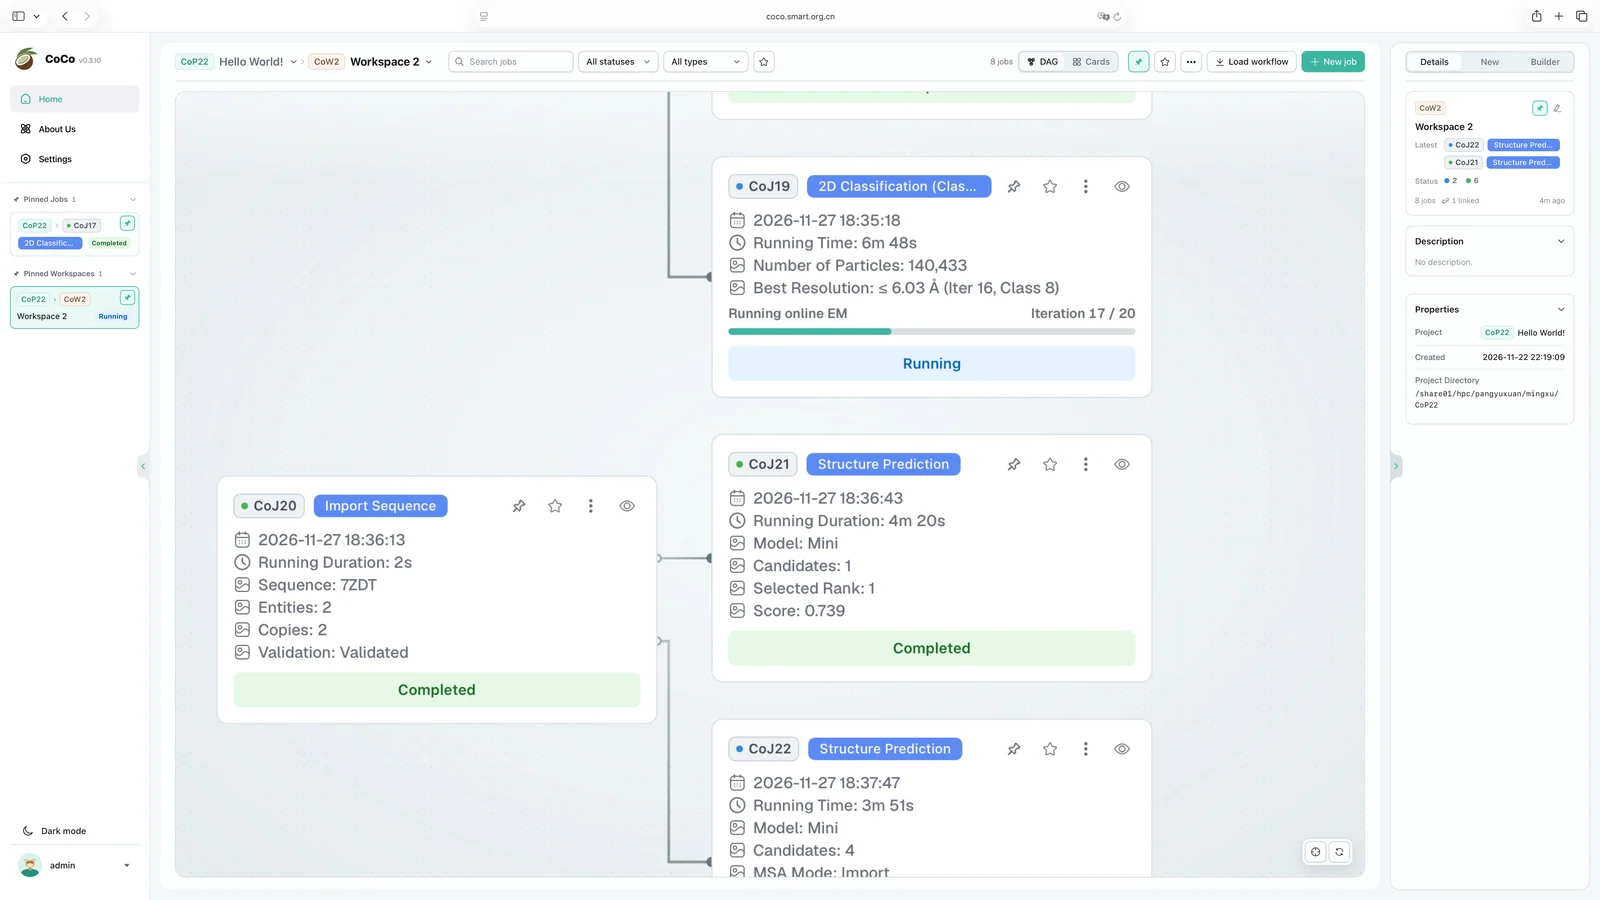 coco.smart.org.cn
CoCo v0.3.10
Home
About Us
Settings
Pinned Jobs 1
CoP22 › CoJ17
2D Classific... Completed
Pinned Workspaces 1
CoP22 › CoW2
Workspace 2 Running
Dark mode
admin
CoP22 Hello World! › CoW2 Workspace 2
Search jobs
All statuses
All types
8 jobs
DAG
Cards
Load workflow
New job
CoJ19 2D Classification (Clas...
2026-11-27 18:35:18
Running Time: 6m 48s
Number of Particles: 140,433
Best Resolution: ≤ 6.03 Å (Iter 16, Class 8)
Running online EM Iteration 17 / 20
Running
CoJ20 Import Sequence
2026-11-27 18:36:13
Running Duration: 2s
Sequence: 7ZDT
Entities: 2
Copies: 2
Validation: Validated
Completed
CoJ21 Structure Prediction
2026-11-27 18:36:43
Running Duration: 4m 20s
Model: Mini
Candidates: 1
Selected Rank: 1
Score: 0.739
Completed
CoJ22 Structure Prediction
2026-11-27 18:37:47
Running Time: 3m 51s
Model: Mini
Candidates: 4
MSA Mode: Import
Details New Builder
CoW2
Workspace 2
Latest CoJ22 Structure Pred...
CoJ21 Structure Pred...
Status 2 6
8 jobs 1 linked 4m ago
Description
No description.
Properties
Project CoP22 Hello World!
Created 2026-11-22 22:19:09
Project Directory
/share01/hpc/pangyuxuan/mingxu/
CoP22